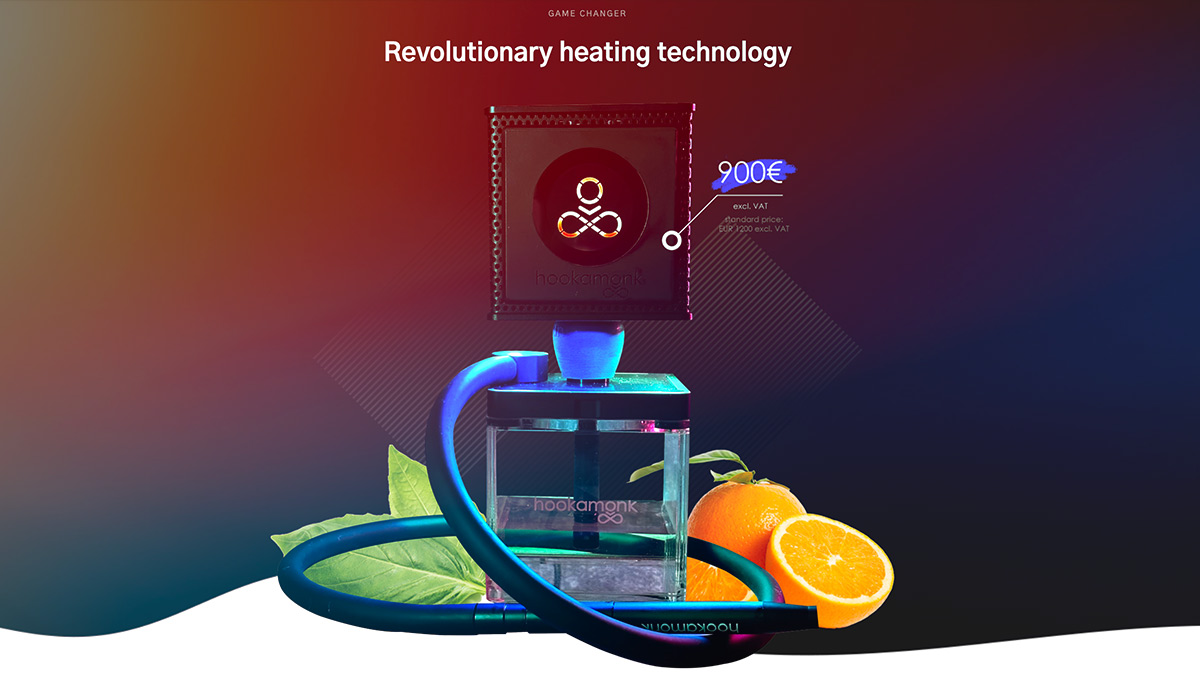 GAME CHANGER
Revolutionary heating technology
900€
excl. VAT
standard price:
EUR 1200 excl. VAT
hookamonk
hookamonk
hookamonk